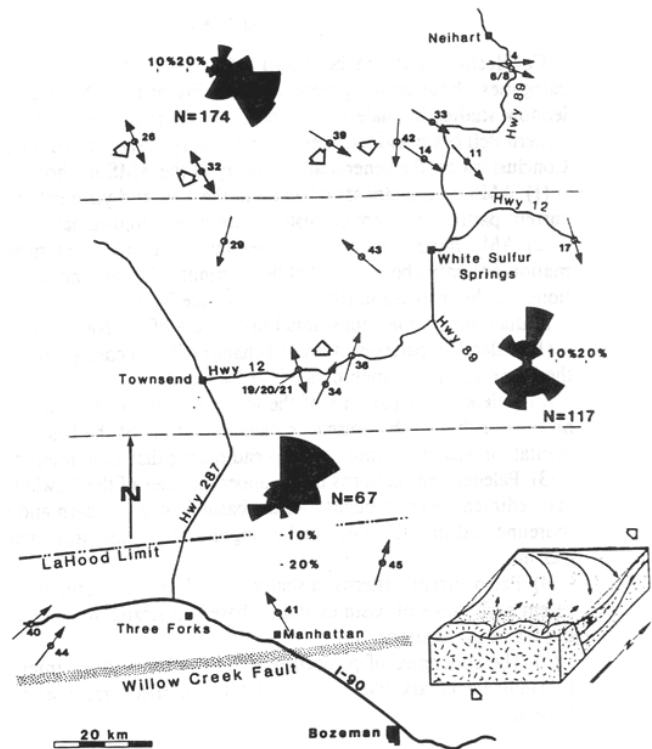 Neihart
4
6/8
10%20%
Hwy 89
N=174
33
26
39
42
14
11
32
Hwy 12
29
43
17
White Sulfur
Springs
Hwy 89
36
Hwy 12
Townsend
10%20%
19/20/21
34
N=117
N
Hwy 287
N=67
-10%
LaHood Limit
-20%
45
40
41
Three Forks
Manhattan
44
Willow Creek Fault
I-90
20 km
Bozeman
N